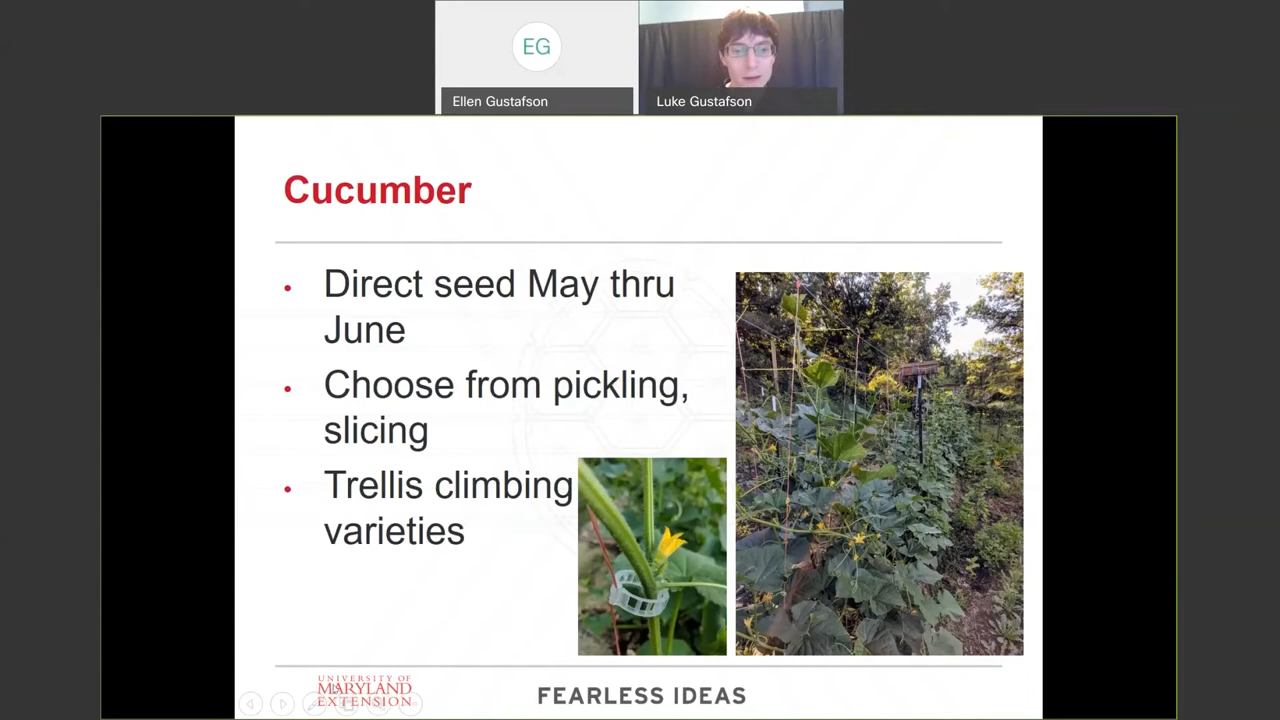 EG
Ellen Gustafson
Luke Gustafson
Cucumber
• Direct seed May thru
June
• Choose from pickling,
slicing
• Trellis climbing
varieties
UNIVERSITY OF
MARYLAND
EXTENSION
FEARLESS IDEAS